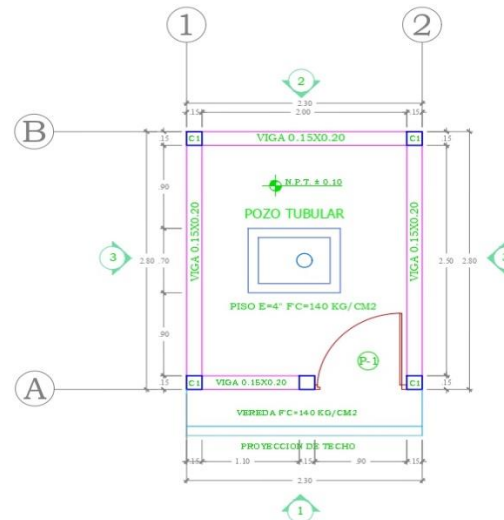 1
2
2
2.30
.15
2.00
.15
B
C1
VIGA 0.15X0.20
C1
.15
.15
N.P.T. ± 0.10
.90
POZO TUBULAR
VIGA 0.15X0.20
VIGA 0.15X0.20
3
2.80
.70
2.50
2.80
PISO E=4" F'C=140 KG/CM2
.90
P-1
A
.15
C1
VIGA 0.15X0.20
C1
.15
VEREDA F'C=140 KG/CM2
PROYECCION DE TECHO
.15
1.10
.15
.90
.15
2.30
1